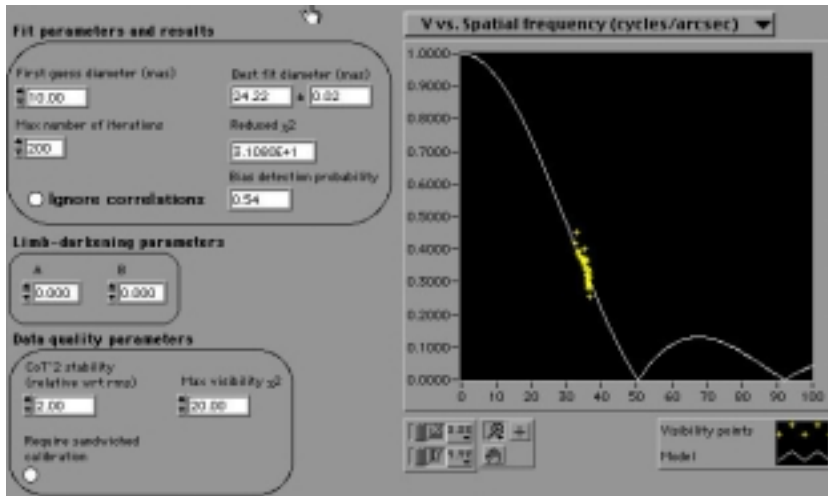 Fit parameters and results
First guess diameter (mas)
10.00
Best fit diameter (mas)
24.22 ± 0.02
Max number of iterations
200
Reduced χ2
3.1080E+1
Bias detection probability
0.54
Ignore correlations
Limb-darkening parameters
A
B
0.000
0.000
Data quality parameters
CoT^2 stability
(relative wrt rms)
2.00
Max visibility χ2
20.00
Require sandwiched
calibration
V vs. Spatial frequency (cycles/arcsec)
1.0000
0.9000
0.8000
0.7000
0.6000
0.5000
0.4000
0.3000
0.2000
0.1000
0.0000
0 10 20 30 40 50 60 70 80 90 100
Visibility points
Model